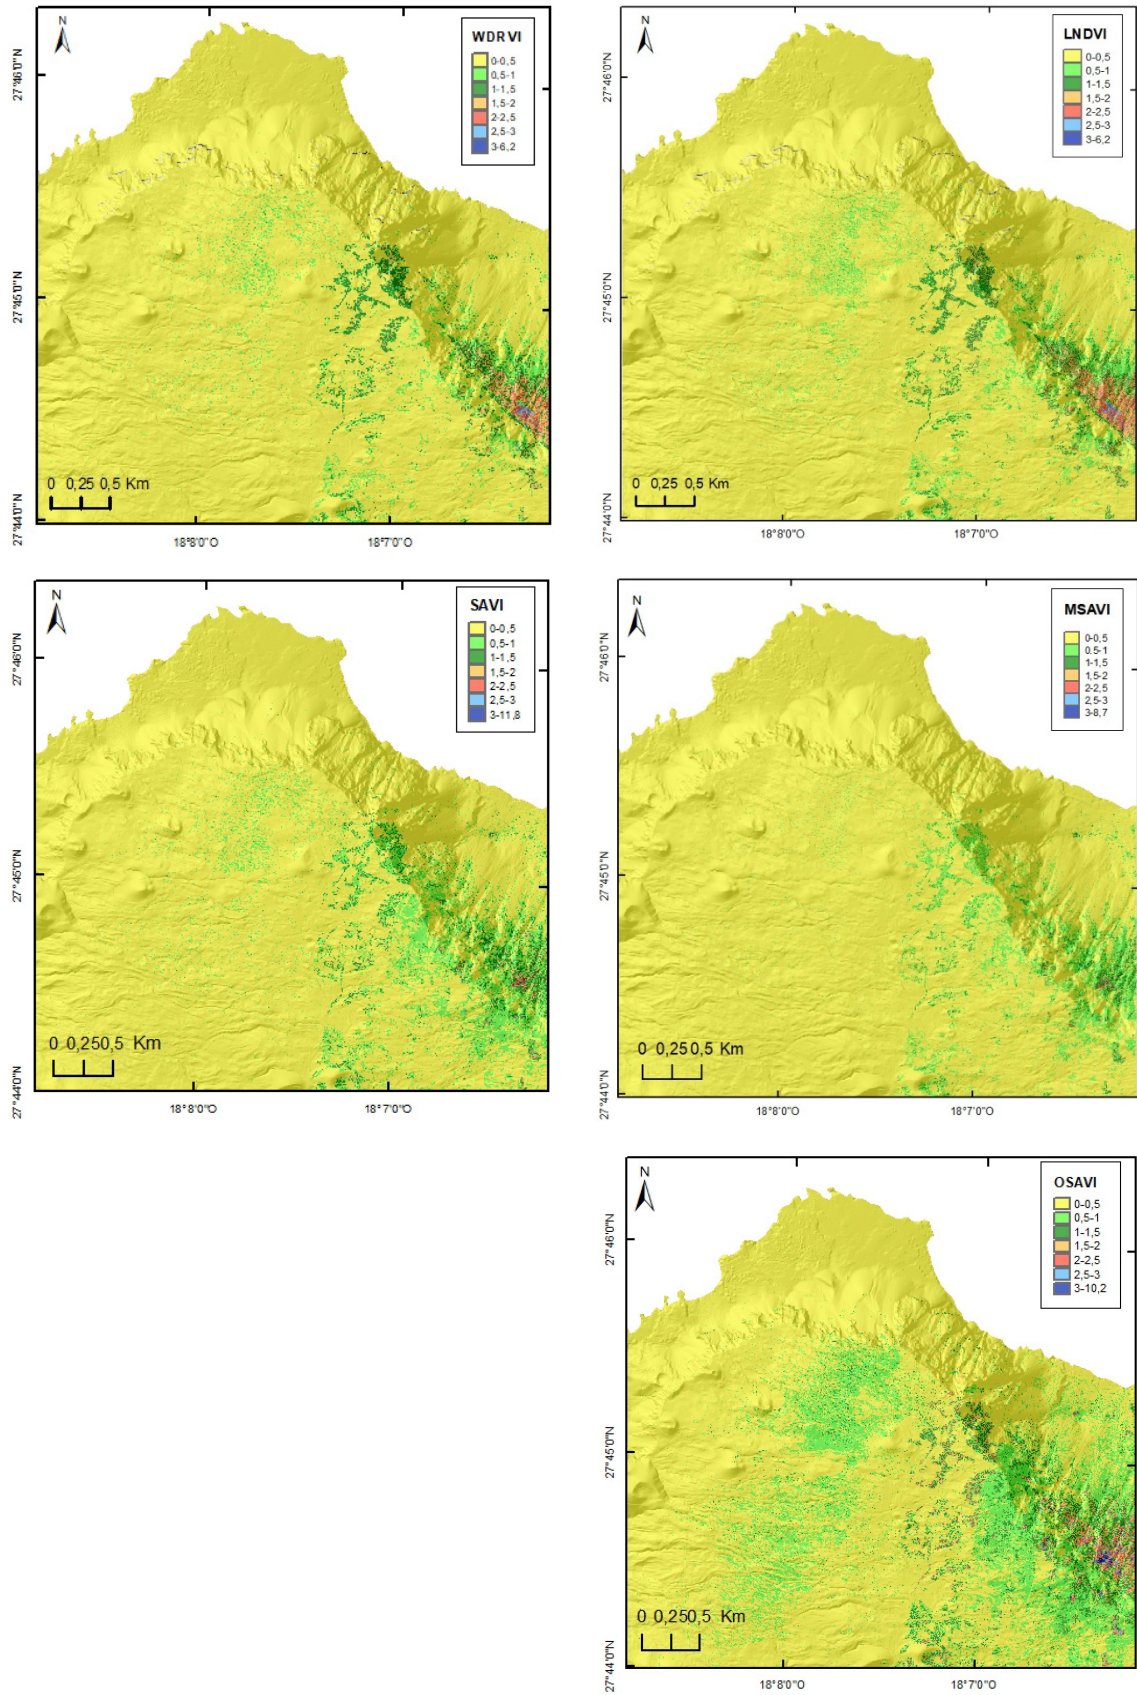 N
WDRVI
0-0,5
0,5-1
1-1,5
1,5-2
2-2,5
2,5-3
3-6,2
27°46'0"N
27°45'0"N
27°44'0"N
0 0,25 0,5 Km
18°8'0"O
18°7'0"O
N
LNDVI
0-0,5
0,5-1
1-1,5
1,5-2
2-2,5
2,5-3
3-6,2
27°46'0"N
27°45'0"N
27°44'0"N
0 0,25 0,5 Km
18°8'0"O
18°7'0"O
N
SAVI
0-0,5
0,5-1
1-1,5
1,5-2
2-2,5
2,5-3
3-11,8
27°46'0"N
27°45'0"N
27°44'0"N
0 0,250,5 Km
18°8'0"O
18°7'0"O
N
MSAVI
0-0,5
0.5-1
1-1,5
1,5-2
2-2,5
2,5-3
3-8,7
27°46'0"N
27°45'0"N
27°44'0"N
0 0,250,5 Km
18°8'0"O
18°7'0"O
N
OSAVI
0-0,5
0,5-1
1-1,5
1,5-2
2-2,5
2,5-3
3-10,2
27°46'0"N
27°45'0"N
27°44'0"N
0 0,250,5 Km
18°8'0"O
18°7'0"O